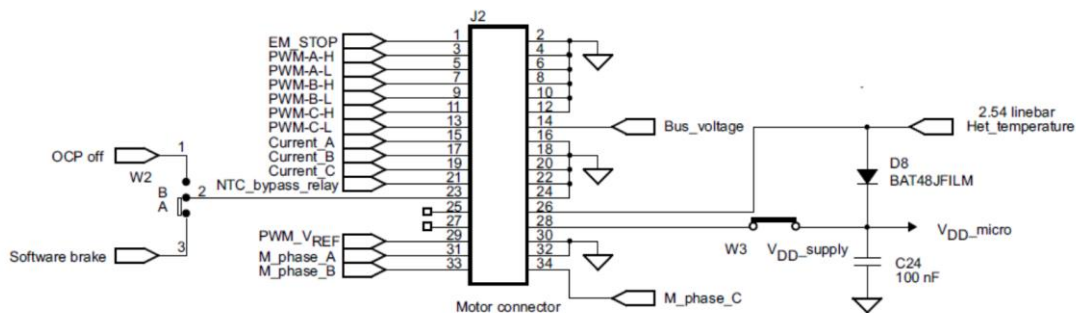 J2
EM_STOP 1 2
PWM-A-H 3 4
PWM-A-L 5 6
PWM-B-H 7 8
PWM-B-L 9 10
PWM-C-H 11 12
PWM-C-L 13 14 Bus_voltage
2.54 linebar
Het_temperature
Current_A 15 16
Current_B 17 18
Current_C 19 20
NTC_bypass_relay 21 22
23 24
25 26
27 28
PWM_VREF 29 30
M_phase_A 31 32
M_phase_B 33 34
OCP off 1
W2
B 2
A
Software brake 3
D8
BAT48JFILM
W3 VDD_supply
VDD_micro
C24
100 nF
M_phase_C
Motor connector